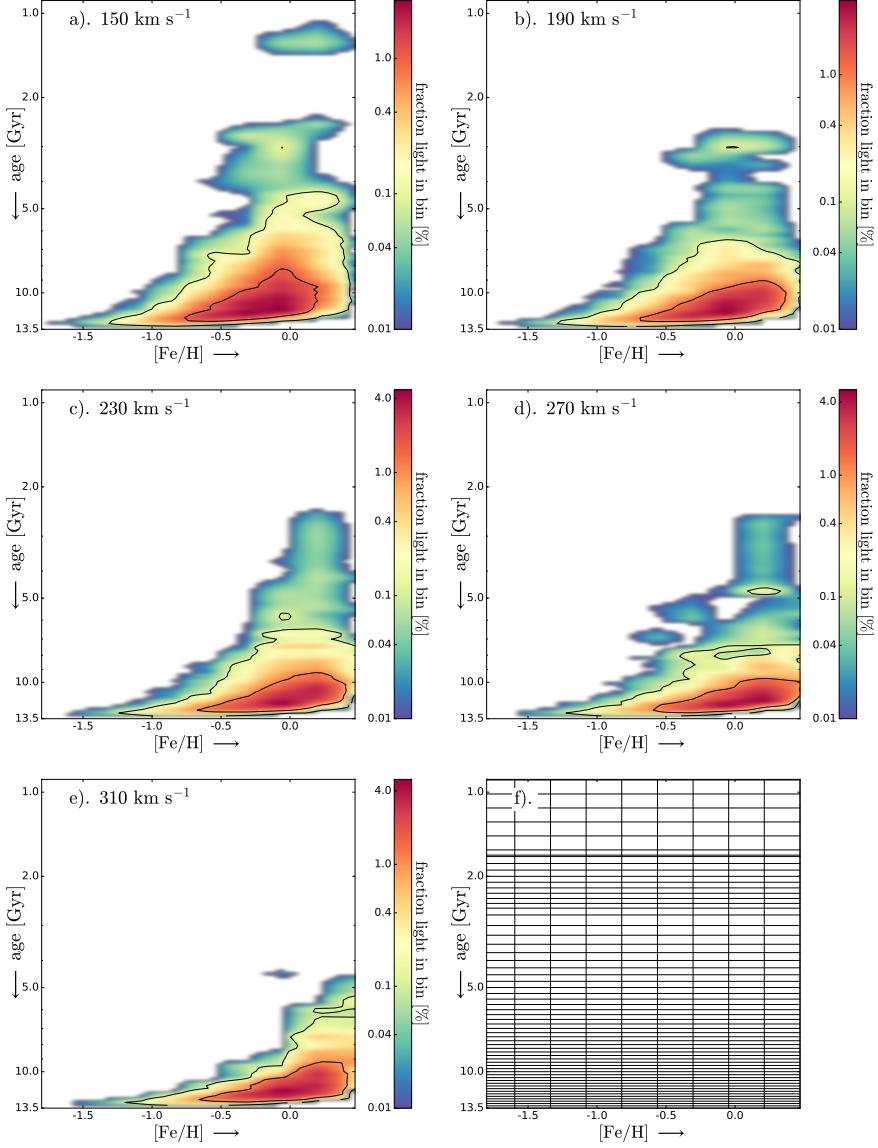 a). 150 km s⁻¹
1.0
2.0
5.0
10.0
13.5
← age [Gyr]
-1.5 -1.0 -0.5 0.0
[Fe/H] →
1.0
0.4
0.1
0.04
0.01
fraction light in bin [%]
b). 190 km s⁻¹
1.0
2.0
5.0
10.0
13.5
← age [Gyr]
-1.5 -1.0 -0.5 0.0
[Fe/H] →
1.0
0.4
0.1
0.04
0.01
fraction light in bin [%]
c). 230 km s⁻¹
1.0
2.0
5.0
10.0
13.5
← age [Gyr]
-1.5 -1.0 -0.5 0.0
[Fe/H] →
4.0
1.0
0.4
0.1
0.04
0.01
fraction light in bin [%]
d). 270 km s⁻¹
1.0
2.0
5.0
10.0
13.5
← age [Gyr]
-1.5 -1.0 -0.5 0.0
[Fe/H] →
4.0
1.0
0.4
0.1
0.04
0.01
fraction light in bin [%]
e). 310 km s⁻¹
1.0
2.0
5.0
10.0
13.5
← age [Gyr]
-1.5 -1.0 -0.5 0.0
[Fe/H] →
4.0
1.0
0.4
0.1
0.04
0.01
fraction light in bin [%]
f).
1.0
2.0
5.0
10.0
13.5
← age [Gyr]
-1.5 -1.0 -0.5 0.0
[Fe/H] →